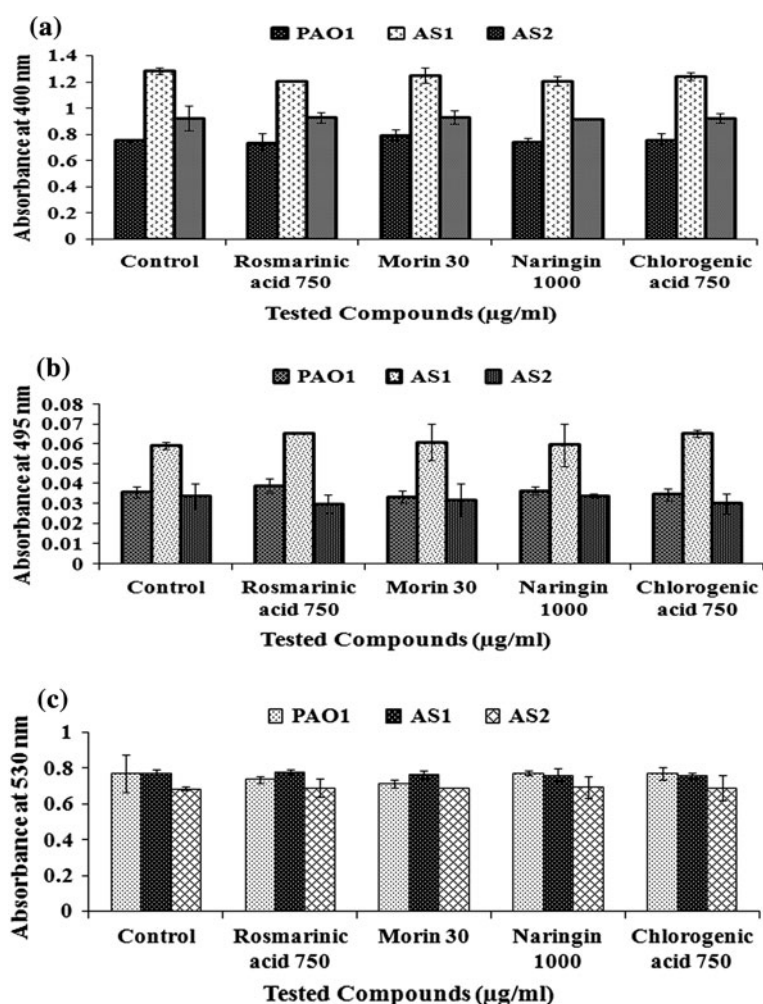 (a)
PAO1 AS1 AS2
Absorbance at 400 nm
1.4
1.2
1
0.8
0.6
0.4
0.2
0
Control Rosmarinic acid 750 Morin 30 Naringin 1000 Chlorogenic acid 750
Tested Compounds (µg/ml)
(b)
PAO1 AS1 AS2
Absorbance at 495 nm
0.08
0.07
0.06
0.05
0.04
0.03
0.02
0.01
0
Control Rosmarinic acid 750 Morin 30 Naringin 1000 Chlorogenic acid 750
Tested Compounds (µg/ml)
(c)
PAO1 AS1 AS2
Absorbance at 530 nm
1
0.8
0.6
0.4
0.2
0
Control Rosmarinic acid 750 Morin 30 Naringin 1000 Chlorogenic acid 750
Tested Compounds (µg/ml)